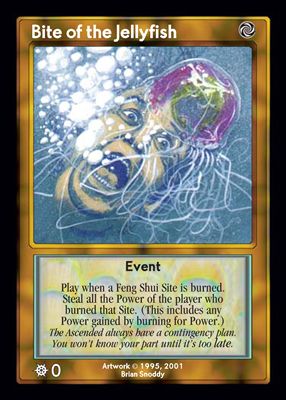 Bite of the Jellyfish
Event
Play when a Feng Shui Site is burned.
Steal all the Power of the player who
burned that Site. (This includes any
Power gained by burning for Power.)
The Ascended always have a contingency plan.
You won't know your part until it's too late.
0
Artwork © 1995, 2001
Brian Snoddy